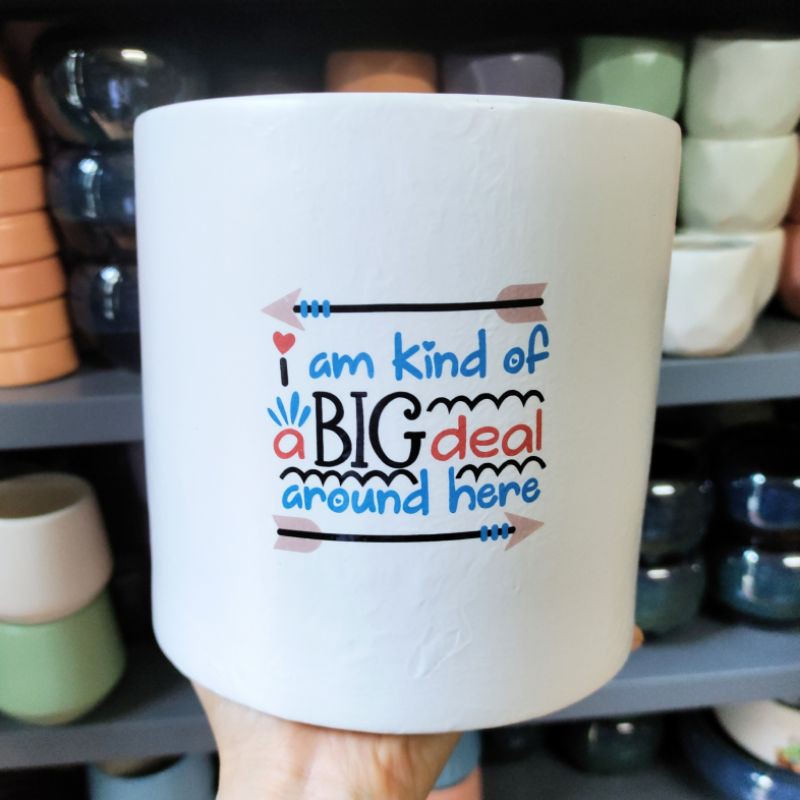 i am kind of
a BIG deal
around here